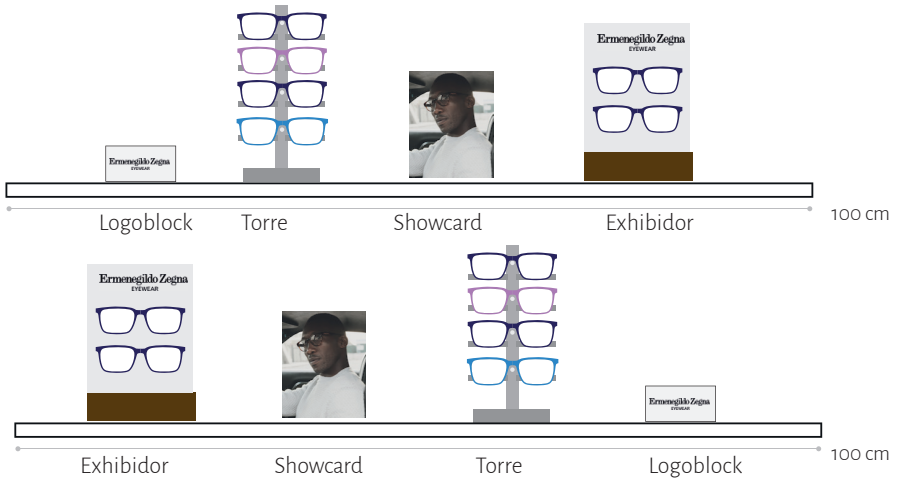 Ermenegildo Zegna
EYEWEAR
Ermenegildo Zegna
EYEWEAR
Logoblock
Torre
Showcard
Exhibidor
100 cm
Ermenegildo Zegna
EYEWEAR
Ermenegildo Zegna
EYEWEAR
Exhibidor
Showcard
Torre
Logoblock
100 cm